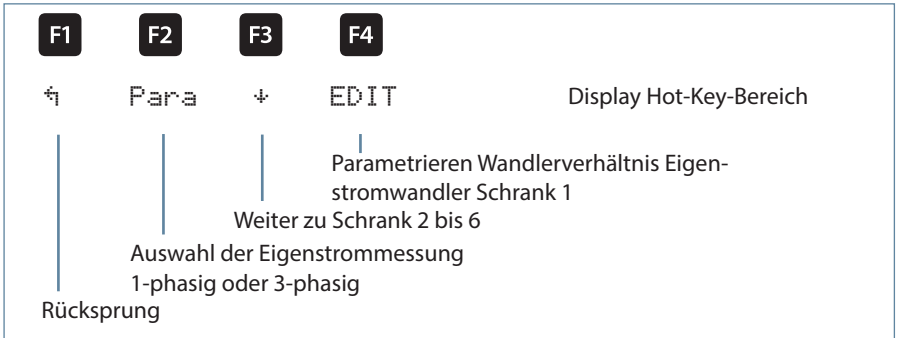 F1 F2 F3 F4
↰ Para ↓ EDIT Display Hot-Key-Bereich
Parametrieren Wandlerverhältnis Eigen-
stromwandler Schrank 1
Weiter zu Schrank 2 bis 6
Auswahl der Eigenstrommessung
1-phasig oder 3-phasig
Rücksprung